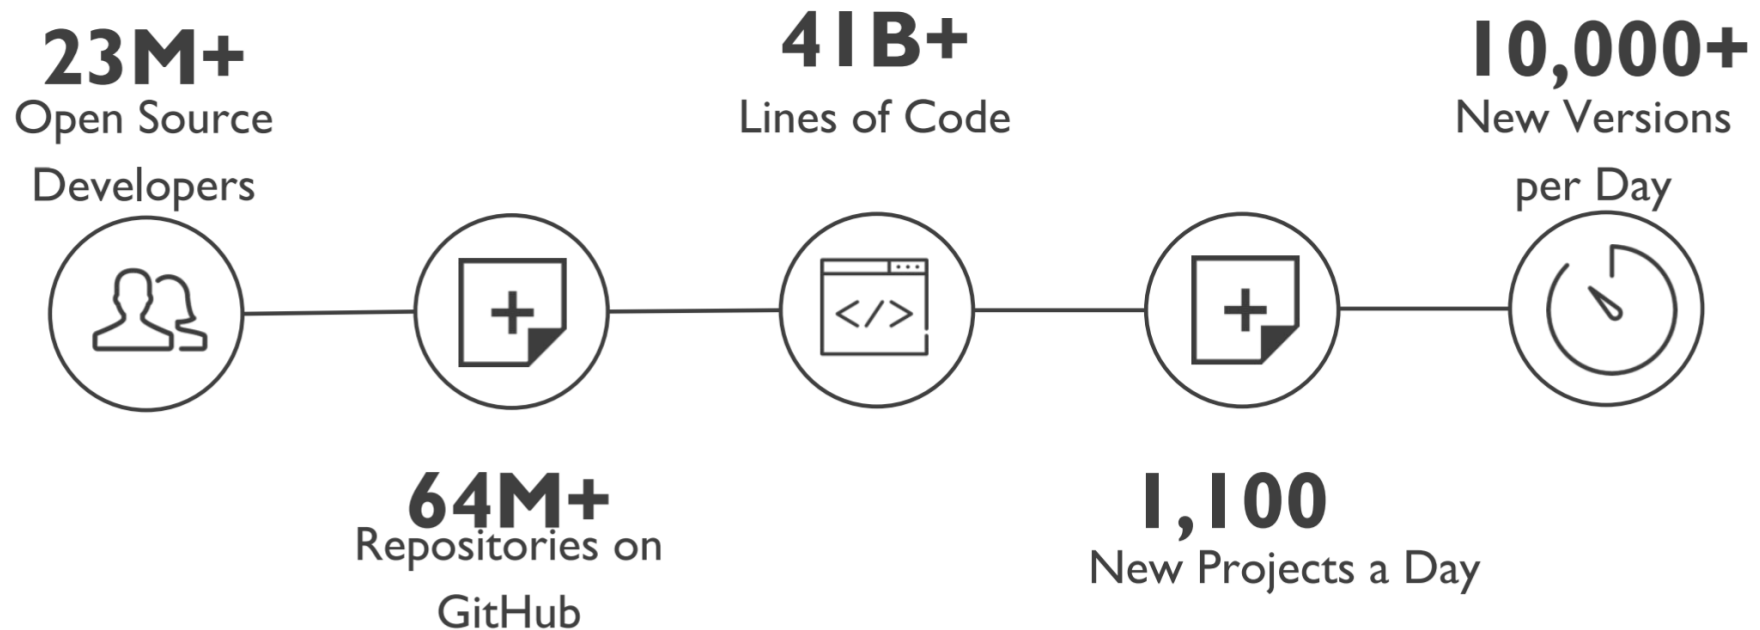 23M+
Open Source
Developers
64M+
Repositories on
GitHub
41B+
Lines of Code
</>
1,100
New Projects a Day
10,000+
New Versions
per Day